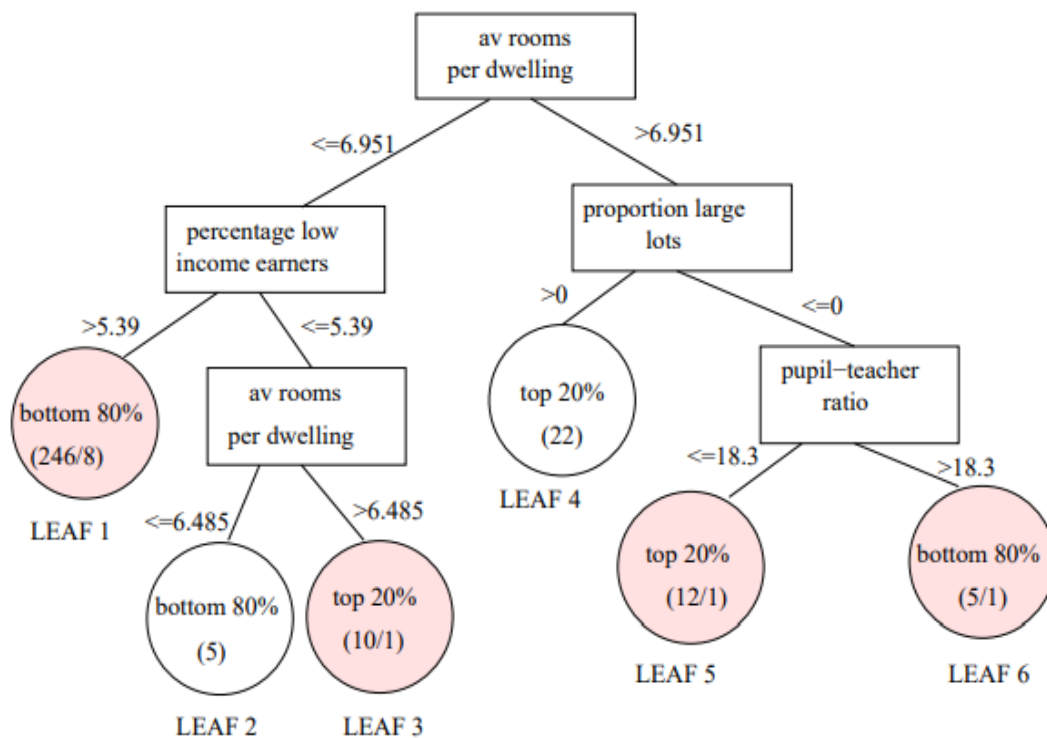 av rooms
per dwelling
<=6.951
>6.951
percentage low
income earners
proportion large
lots
>5.39
<=5.39
>0
<=0
bottom 80%
(246/8)
LEAF 1
av rooms
per dwelling
top 20%
(22)
LEAF 4
pupil−teacher
ratio
<=6.485
>6.485
<=18.3
>18.3
bottom 80%
(5)
LEAF 2
top 20%
(10/1)
LEAF 3
top 20%
(12/1)
LEAF 5
bottom 80%
(5/1)
LEAF 6